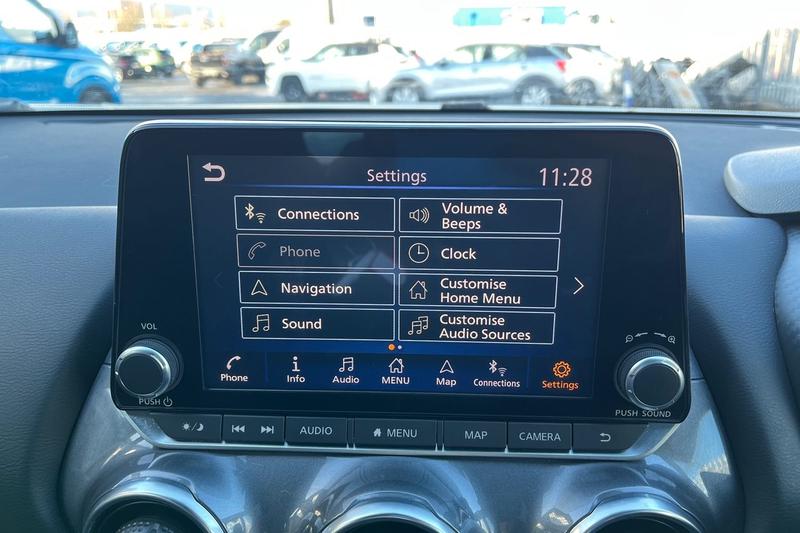 Settings
11:28
Connections
Volume &
Beeps
Phone
Clock
Navigation
Customise
Home Menu
Sound
Customise
Audio Sources
Phone
Info
Audio
MENU
Map
Connections
Settings
VOL
PUSH
PUSH SOUND
AUDIO
MENU
MAP
CAMERA